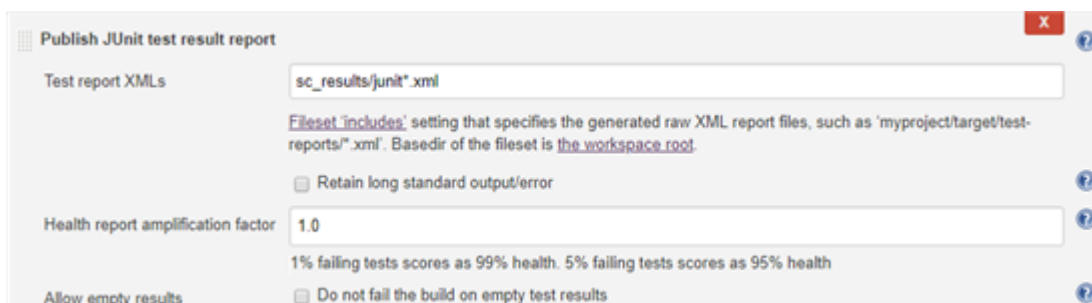 X
Publish JUnit test result report
?
Test report XMLs
sc_results/junit*.xml
Fileset 'includes' setting that specifies the generated raw XML report files, such as 'myproject/target/test-
reports/*.xml'. Basedir of the fileset is the workspace root.
Retain long standard output/error
?
Health report amplification factor
1.0
?
1% failing tests scores as 99% health. 5% failing tests scores as 95% health
Allow empty results
Do not fail the build on empty test results
?